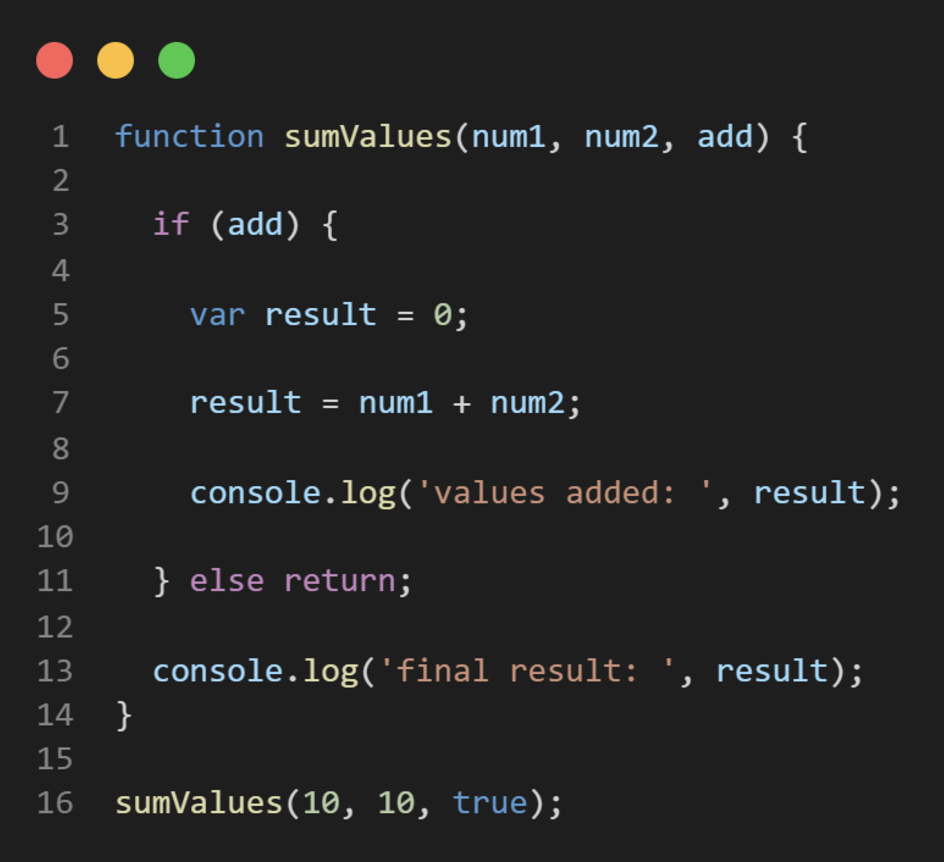 1 function sumValues(num1, num2, add) {
2
3   if (add) {
4
5     var result = 0;
6
7     result = num1 + num2;
8
9     console.log('values added: ', result);
10
11   } else return;
12
13   console.log('final result: ', result);
14 }
15
16 sumValues(10, 10, true);